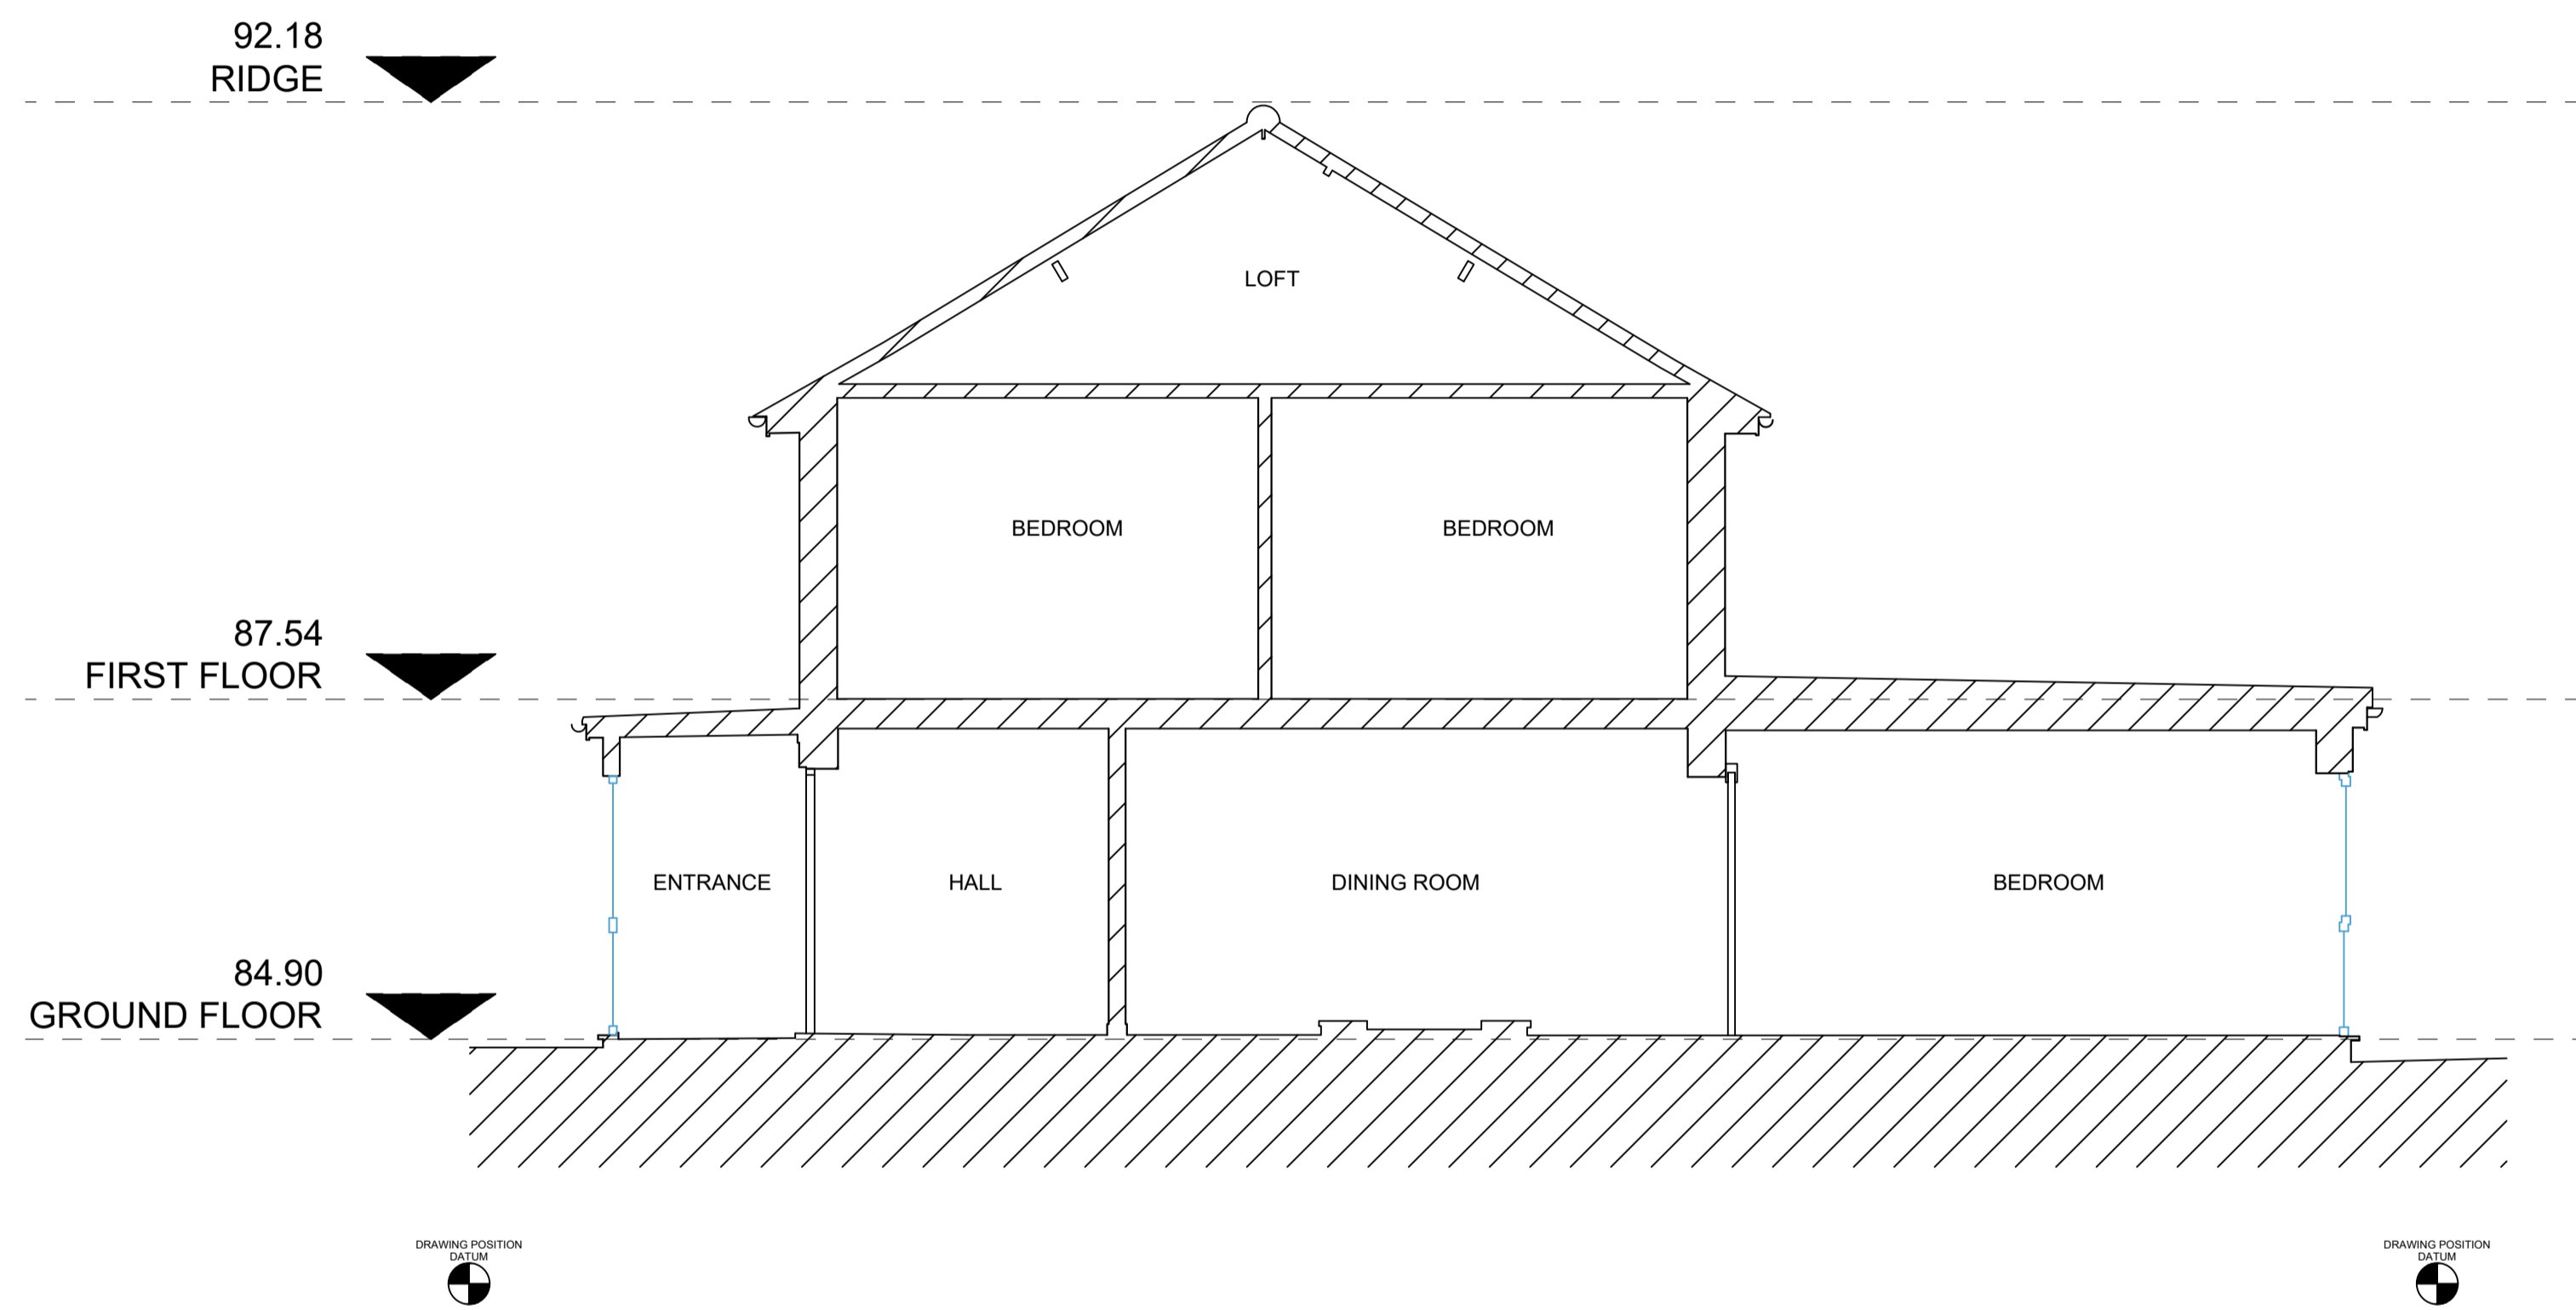 92.18
RIDGE
LOFT
BEDROOM
BEDROOM
87.54
FIRST FLOOR
ENTRANCE
HALL
DINING ROOM
BEDROOM
84.90
GROUND FLOOR
DRAWING POSITION
DATUM
DRAWING POSITION
DATUM